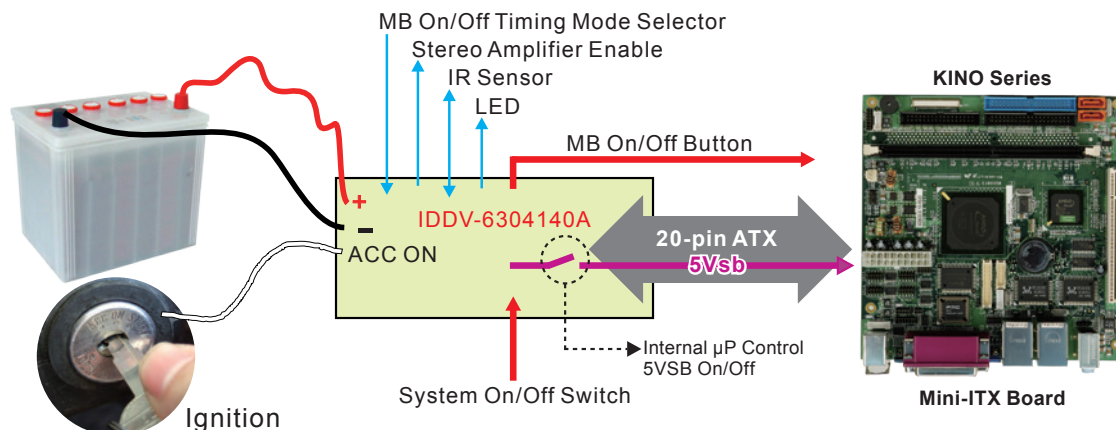 MB On/Off Timing Mode Selector
Stereo Amplifier Enable
IR Sensor
LED
KINO Series
MB On/Off Button
+
IDDV-6304140A
–
ACC ON
20-pin ATX
5Vsb
Internal µP Control
5VSB On/Off
System On/Off Switch
Mini-ITX Board
Ignition